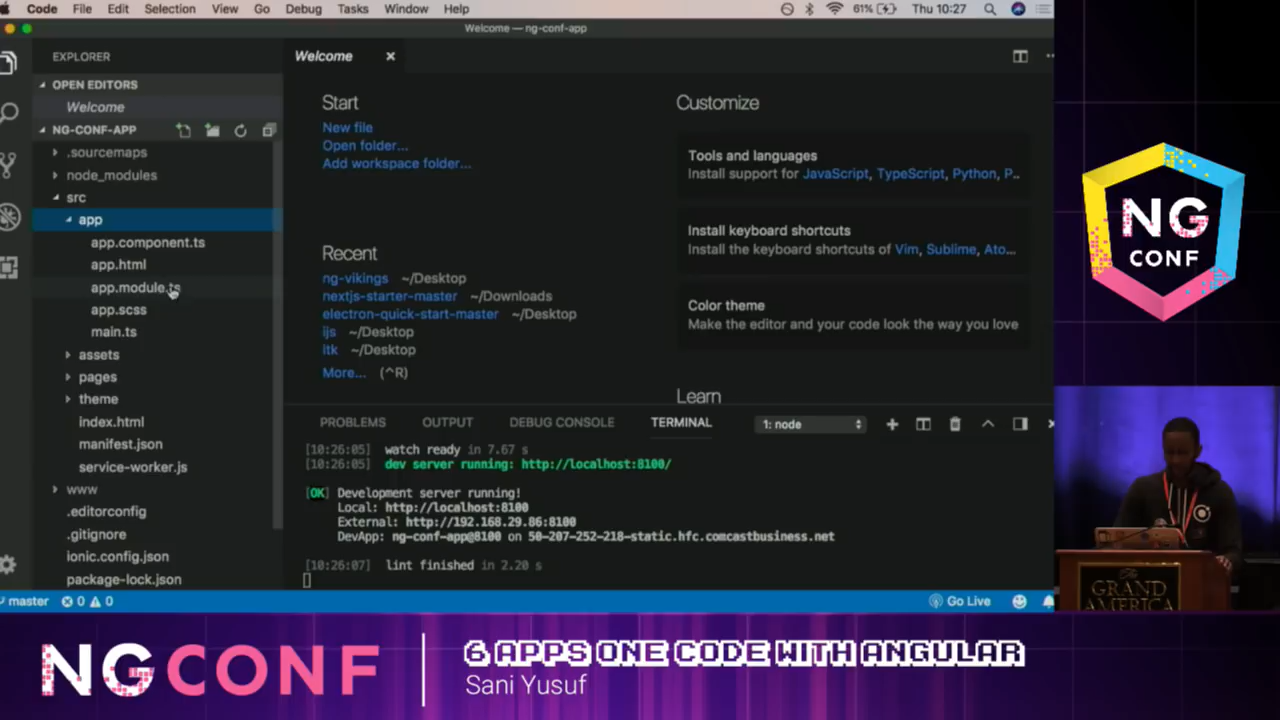 Code File Edit Selection View Go Debug Tasks Window Help 61% Thu 10:27
Welcome — ng-conf-app
EXPLORER
OPEN EDITORS
Welcome
NG-CONF-APP
.sourcemaps
node_modules
src
app
app.component.ts
app.html
app.module.ts
app.scss
main.ts
assets
pages
theme
index.html
manifest.json
service-worker.js
www
.editorconfig
.gitignore
ionic.config.json
package-lock.json
Welcome
Start
New file
Open folder...
Add workspace folder...
Recent
ng-vikings ~/Desktop
nextjs-starter-master ~/Downloads
electron-quick-start-master ~/Desktop
ijs ~/Desktop
itk ~/Desktop
More... (^R)
Customize
Tools and languages
Install support for JavaScript, TypeScript, Python, P..
Install keyboard shortcuts
Install the keyboard shortcuts of Vim, Sublime, Ato...
Color theme
Make the editor and your code look the way you love
Learn
PROBLEMS OUTPUT DEBUG CONSOLE TERMINAL 1: node
[10:26:05] watch ready in 7.67 s
[10:26:05] dev server running: http://localhost:8100/
[OK] Development server running!
Local: http://localhost:8100
External: http://192.168.29.86:8100
DevApp: ng-conf-app@8100 on 50-207-252-218-static.hfc.comcastbusiness.net
[10:26:07] lint finished in 2.20 s
master 0 0 Go Live
NG
CONF
The
GRAND
AMERICA
NGCONF
6 APPS ONE CODE WITH ANGULAR
Sani Yusuf